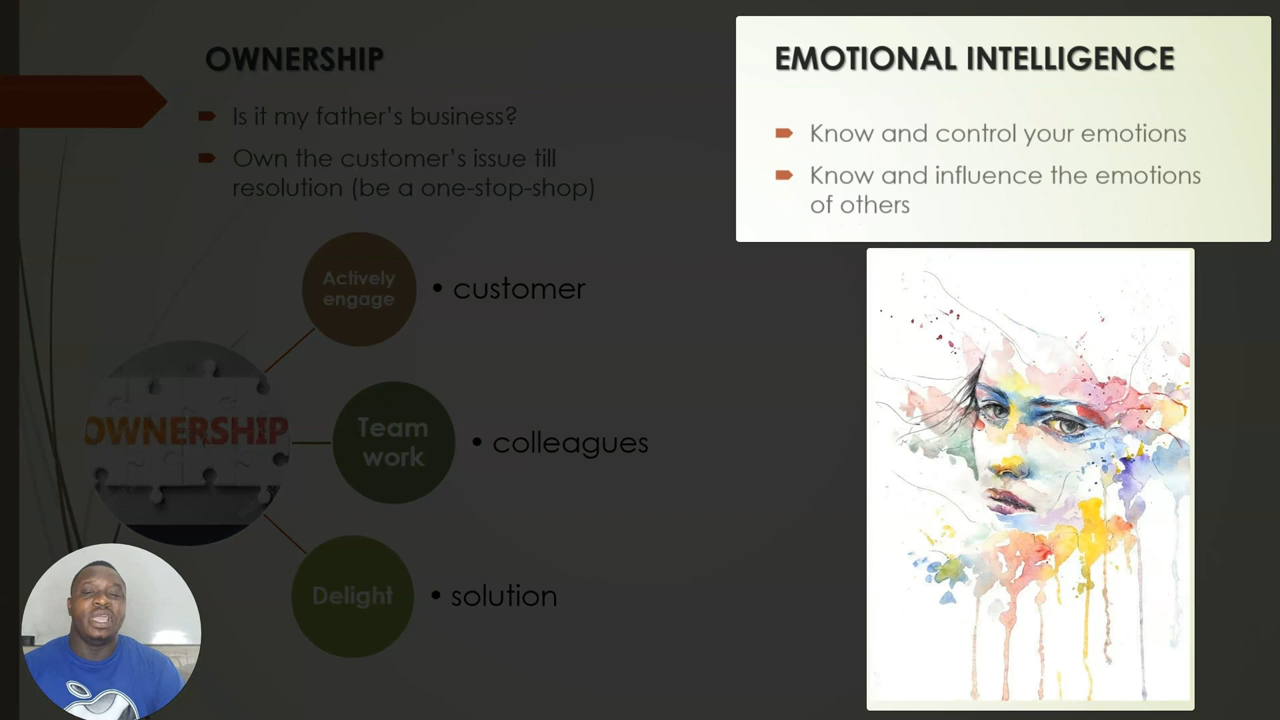 OWNERSHIP
Is it my father's business?
Own the customer's issue till
resolution (be a one-stop-shop)
Actively
engage
• customer
OWNERSHIP
Team
work
• colleagues
Delight
• solution
EMOTIONAL INTELLIGENCE
Know and control your emotions
Know and influence the emotions
of others